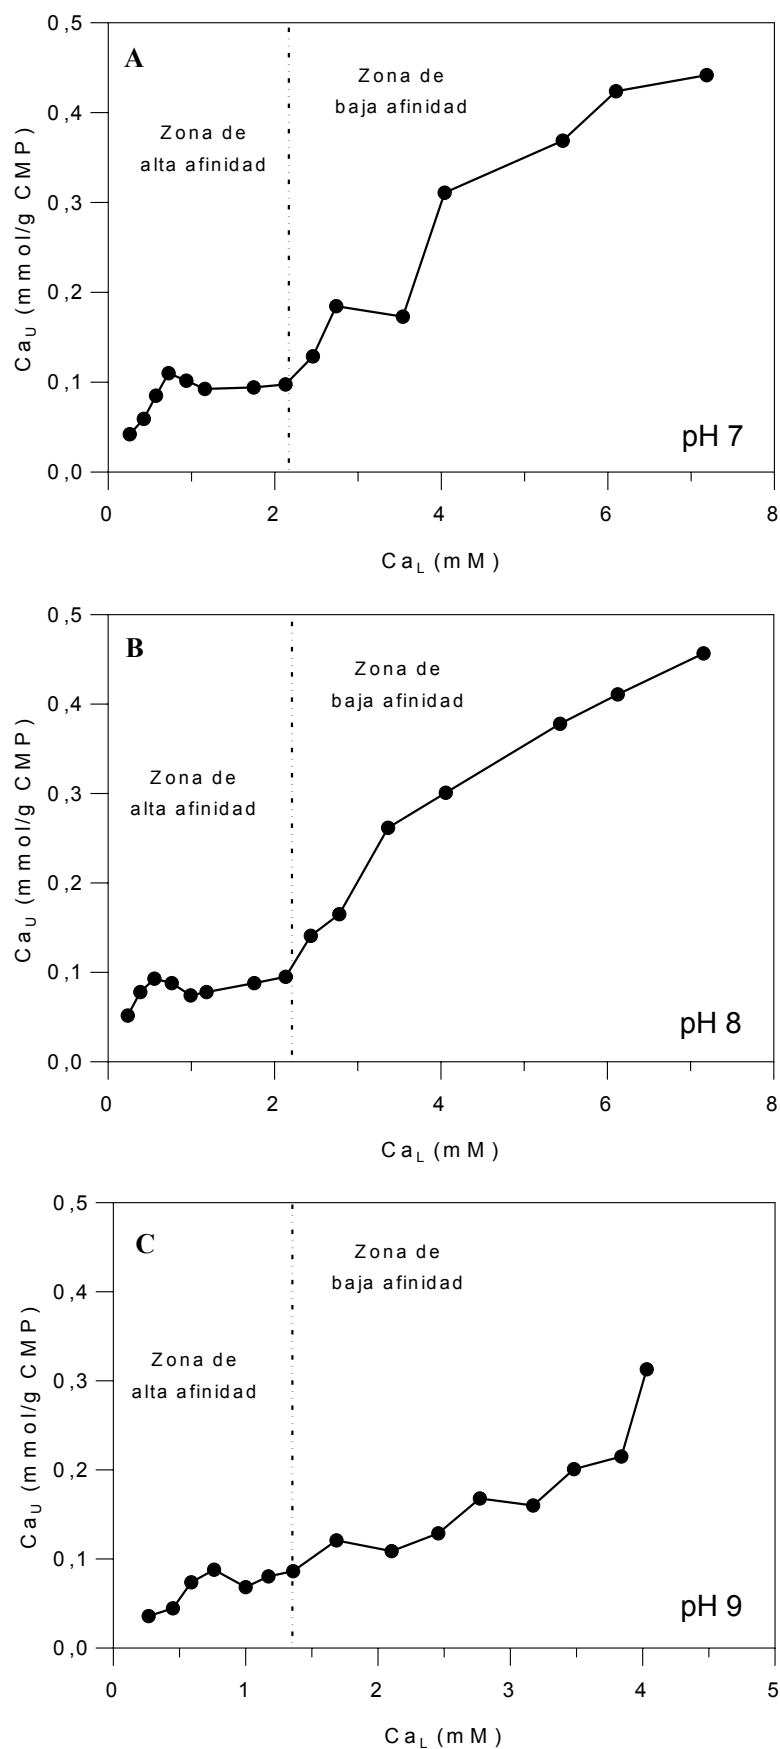 A
Zona de
baja afinidad
Zona de
alta afinidad
pH 7
Ca_U (mmol/g CMP)
0,5
0,4
0,3
0,2
0,1
0,0
0 2 4 6 8
Ca_L (mM)
B
Zona de
baja afinidad
Zona de
alta afinidad
pH 8
Ca_U (mmol/g CMP)
0,5
0,4
0,3
0,2
0,1
0,0
0 2 4 6 8
Ca_L (mM)
C
Zona de
baja afinidad
Zona de
alta afinidad
pH 9
Ca_U (mmol/g CMP)
0,5
0,4
0,3
0,2
0,1
0,0
0 1 2 3 4 5
Ca_L (mM)